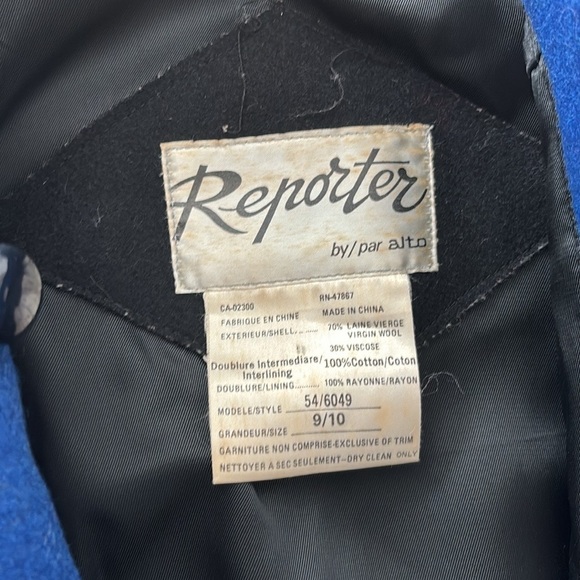 Reporter
by/par alto
CA-02300 RN-47867
FABRIQUE EN CHINE MADE IN CHINA
EXTERIEUR/SHELL......... 70% LAINE VIERGE
VIRGIN WOOL
30% VISCOSE
Doublure Intermediare/ 100%Cotton/Coton
Interlining
DOUBLURE/LINING........... 100% RAYONNE/RAYON
MODELE/STYLE 54/6049
GRANDEUR/SIZE 9/10
GARNITURE NON COMPRISE-EXCLUSIVE OF TRIM
NETTOYER A SEC SEULEMENT-DRY CLEAN ONLY